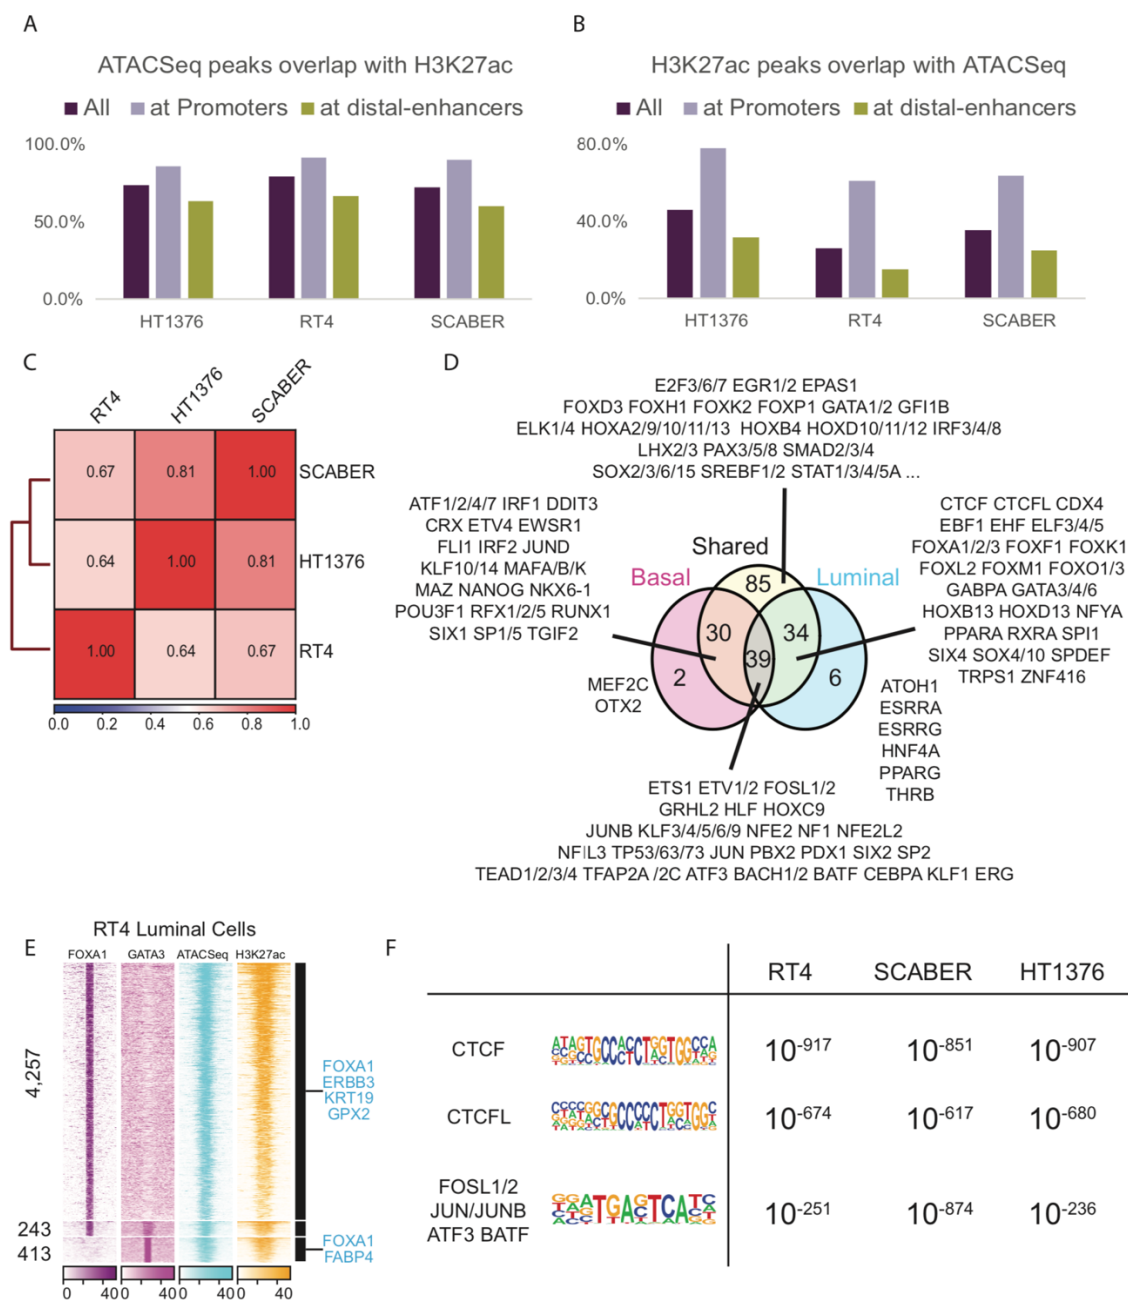 A
ATACSeq peaks overlap with H3K27ac
All at Promoters at distal-enhancers
100.0%
50.0%
0.0%
HT1376 RT4 SCABER
B
H3K27ac peaks overlap with ATACSeq
All at Promoters at distal-enhancers
80.0%
40.0%
0.0%
HT1376 RT4 SCABER
C
RT4 HT1376 SCABER
0.67 0.81 1.00 SCABER
0.64 1.00 0.81 HT1376
1.00 0.64 0.67 RT4
0.0 0.2 0.4 0.6 0.8 1.0
D
E2F3/6/7 EGR1/2 EPAS1
FOXD3 FOXH1 FOXK2 FOXP1 GATA1/2 GFI1B
ELK1/4 HOXA2/9/10/11/13 HOXB4 HOXD10/11/12 IRF3/4/8
LHX2/3 PAX3/5/8 SMAD2/3/4
SOX2/3/6/15 SREBF1/2 STAT1/3/4/5A ...
ATF1/2/4/7 IRF1 DDIT3
CRX ETV4 EWSR1
FLI1 IRF2 JUND
KLF10/14 MAFA/B/K
MAZ NANOG NKX6-1
POU3F1 RFX1/2/5 RUNX1
SIX1 SP1/5 TGIF2
CTCF CTCFL CDX4
EBF1 EHF ELF3/4/5
FOXA1/2/3 FOXF1 FOXK1
FOXL2 FOXM1 FOXO1/3
GABPA GATA3/4/6
HOXB13 HOXD13 NFYA
PPARA RXRA SPI1
SIX4 SOX4/10 SPDEF
TRPS1 ZNF416
Shared
Basal
Luminal
85
30
34
39
2
6
MEF2C
OTX2
ATOH1
ESRRA
ESRRG
HNF4A
PPARG
THRB
ETS1 ETV1/2 FOSL1/2
GRHL2 HLF HOXC9
JUNB KLF3/4/5/6/9 NFE2 NF1 NFE2L2
NFIL3 TP53/63/73 JUN PBX2 PDX1 SIX2 SP2
TEAD1/2/3/4 TFAP2A /2C ATF3 BACH1/2 BATF CEBPA KLF1 ERG
E
RT4 Luminal Cells
FOXA1 GATA3 ATACSeq H3K27ac
4,257
243
413
FOXA1
ERBB3
KRT19
GPX2
FOXA1
FABP4
0 40 0 40 0 40 0 40
F
RT4 SCABER HT1376
CTCF 10-917 10-851 10-907
CTCFL 10-674 10-617 10-680
FOSL1/2
JUN/JUNB
ATF3 BATF
10-251 10-874 10-236